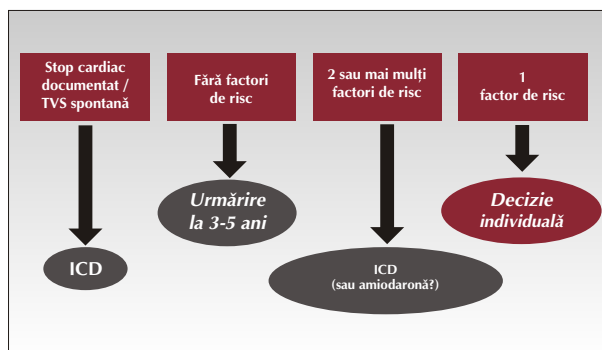 Stop cardiac
documentat /
TVS spontană
Fără factori
de risc
2 sau mai mulți
factori de risc
1
factor de risc
Urmărire
la 3-5 ani
Decizie
individuală
ICD
ICD
(sau amiodaronă?)